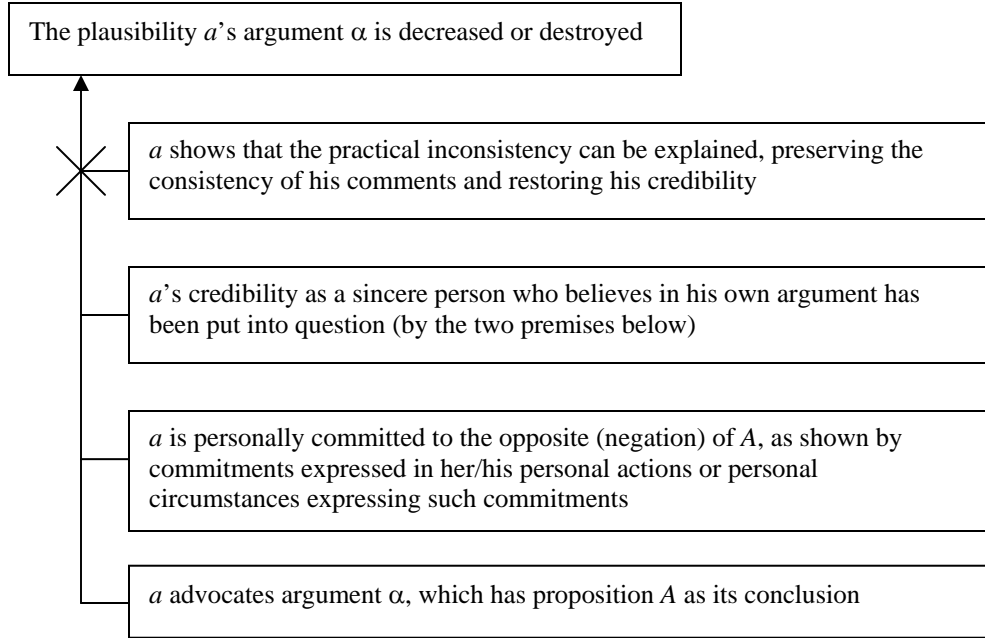 The plausibility a's argument α is decreased or destroyed
a shows that the practical inconsistency can be explained, preserving the
consistency of his comments and restoring his credibility
a's credibility as a sincere person who believes in his own argument has
been put into question (by the two premises below)
a is personally committed to the opposite (negation) of A, as shown by
commitments expressed in her/his personal actions or personal
circumstances expressing such commitments
a advocates argument α, which has proposition A as its conclusion